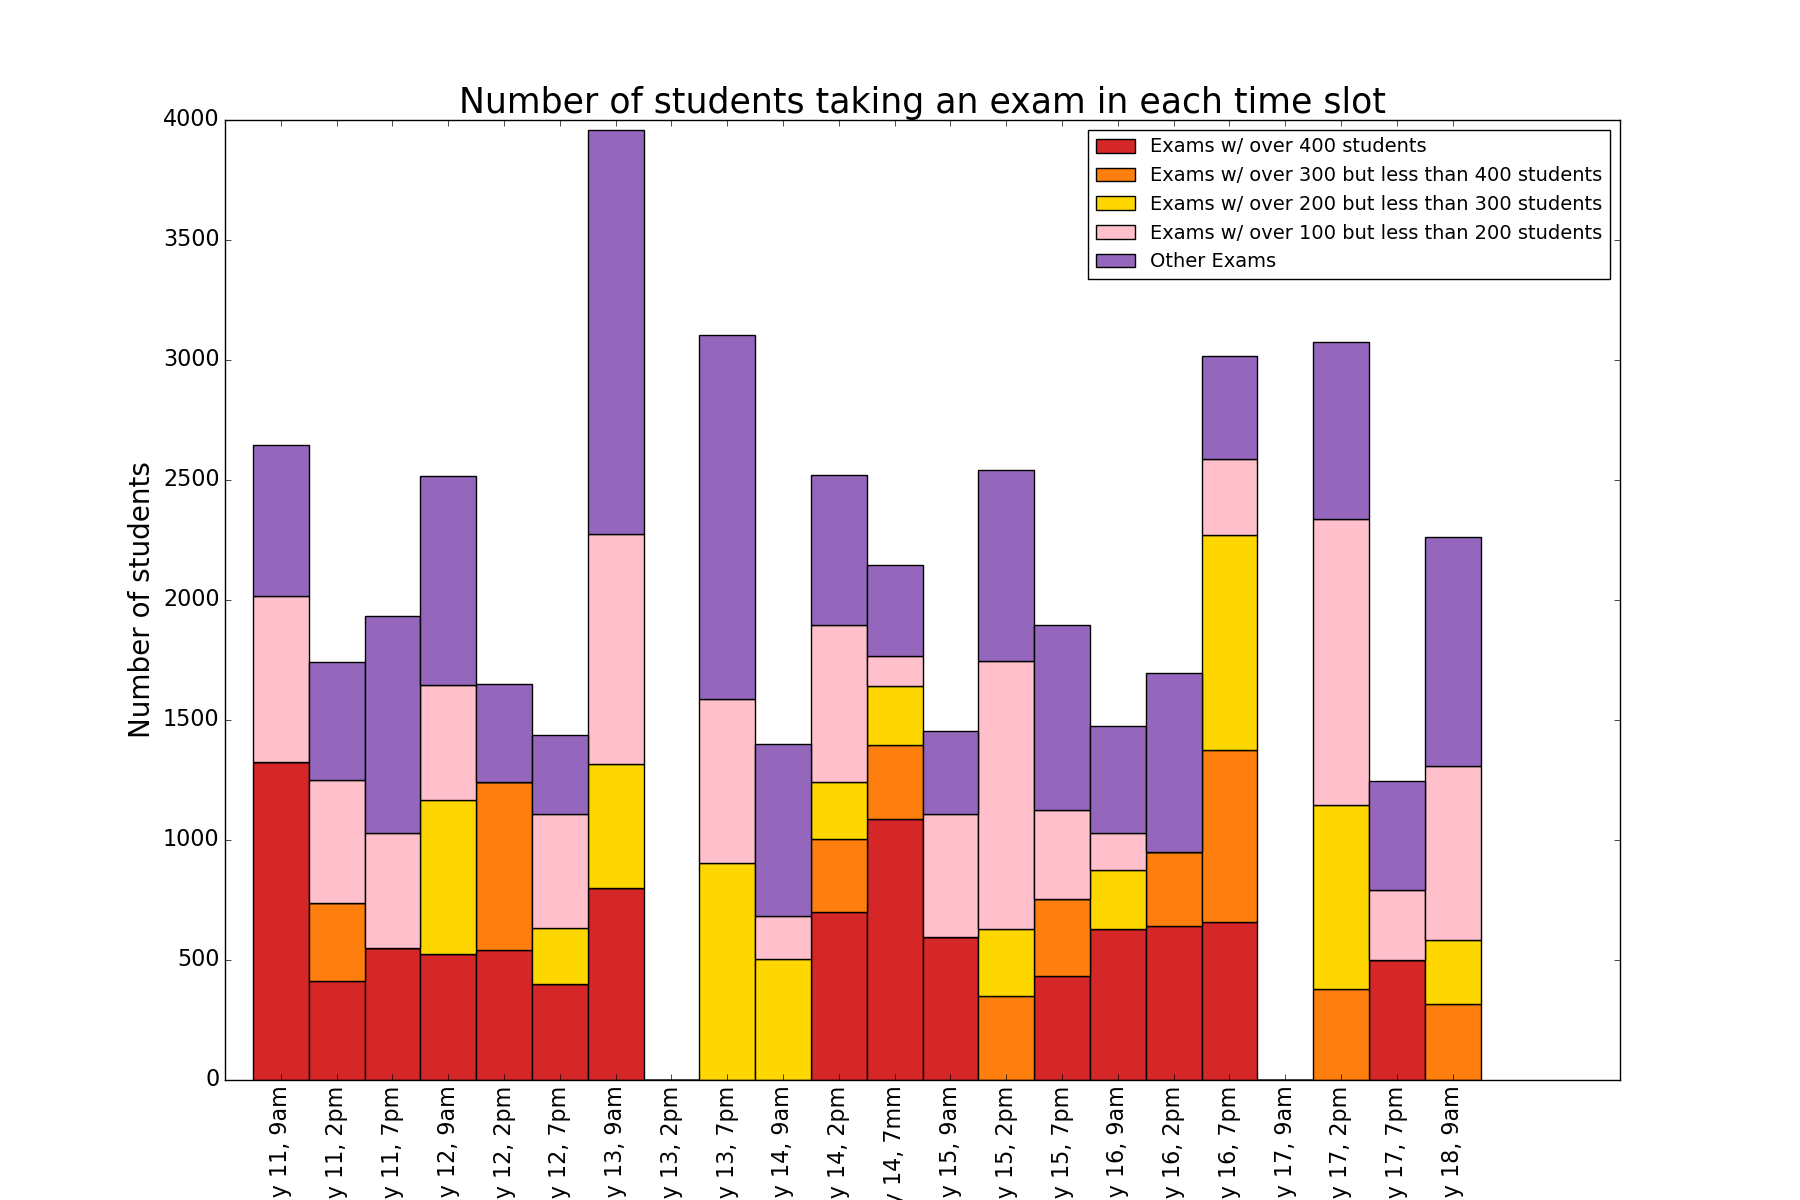 Number of students taking an exam in each time slot
Exams w/ over 400 students
Exams w/ over 300 but less than 400 students
Exams w/ over 200 but less than 300 students
Exams w/ over 100 but less than 200 students
Other Exams
Number of students
4000
3500
3000
2500
2000
1500
1000
500
0
y 11, 9am
y 11, 2pm
y 11, 7pm
y 12, 9am
y 12, 2pm
y 12, 7pm
y 13, 9am
y 13, 2pm
y 13, 7pm
y 14, 9am
y 14, 2pm
y 14, 7mm
y 15, 9am
y 15, 2pm
y 15, 7pm
y 16, 9am
y 16, 2pm
y 16, 7pm
y 17, 9am
y 17, 2pm
y 17, 7pm
y 18, 9am